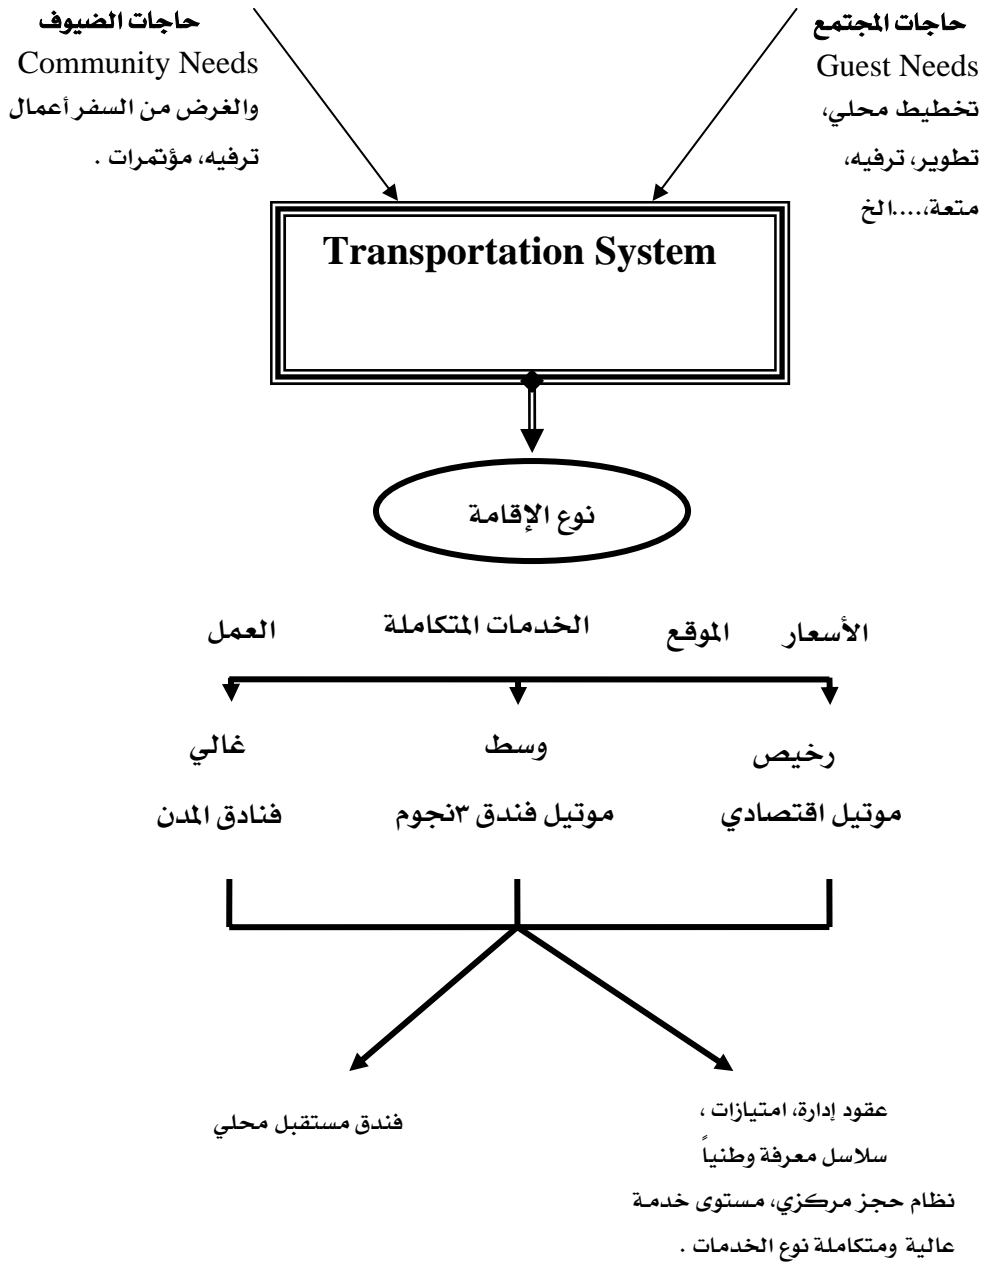 حاجات المجتمع
Guest Needs
تخطيط محلي،
تطوير، ترفيه،
متعة،....الخ
حاجات الضيوف
Community Needs
والغرض من السفر أعمال
ترفيه، مؤتمرات .
Transportation System
نوع الإقامة
الأسعار الموقع الخدمات المتكاملة العمل
رخيص وسط غالي
موتيل اقتصادي موتيل فندق ٣نجوم فنادق المدن
عقود إدارة، امتيازات ،
سلاسل معرفة وطنياً
نظام حجز مركزي، مستوى خدمة
عالية ومتكاملة نوع الخدمات .
فندق مستقبل محلي